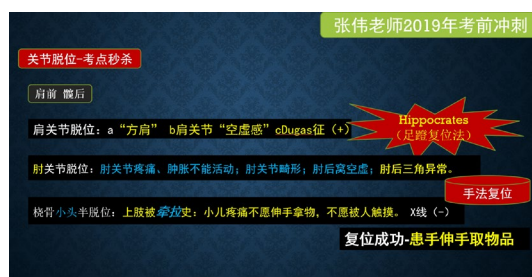 张伟老师2019年考前冲刺
关节脱位-考点秒杀
肩前 髋后
Hippocrates
(足蹬复位法)
肩关节脱位：a“方肩” b肩关节“空虚感”cDugas征（+）
肘关节脱位：肘关节疼痛、肿胀不能活动；肘关节畸形；肘后窝空虚；肘后三角异常。
手法复位
桡骨小头半脱位：上肢被牵拉史：小儿疼痛不愿伸手拿物，不愿被人触摸。 X线（-）
复位成功-患手伸手取物品